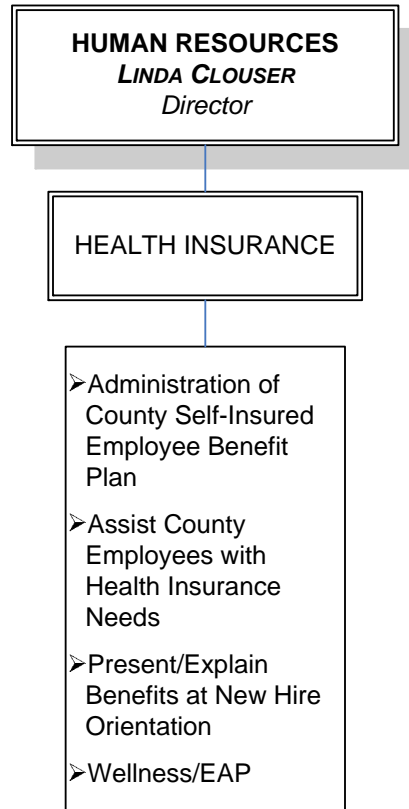 HUMAN RESOURCES
LINDA CLOUSER
Director
HEALTH INSURANCE
➢Administration of
County Self-Insured
Employee Benefit
Plan
➢Assist County
Employees with
Health Insurance
Needs
➢Present/Explain
Benefits at New Hire
Orientation
➢Wellness/EAP